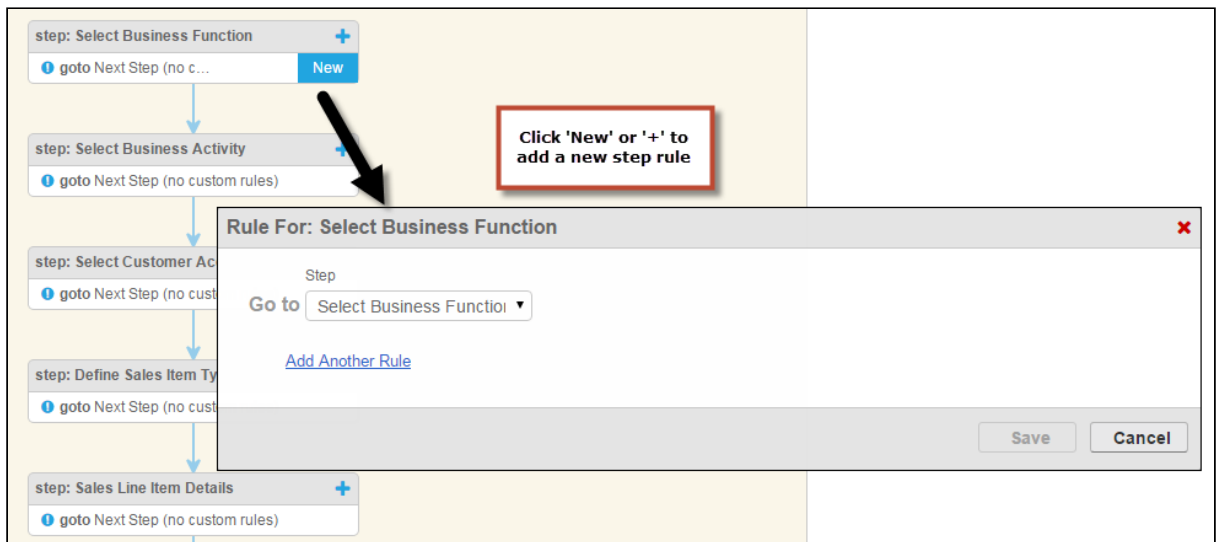 step: Select Business Function +
goto Next Step (no c... New
Click 'New' or '+' to
add a new step rule
step: Select Business Activity +
goto Next Step (no custom rules)
Rule For: Select Business Function
step: Select Customer Acc
goto Next Step (no cust
Step
Go to Select Business Function
Add Another Rule
step: Define Sales Item Ty
goto Next Step (no cust
Save Cancel
step: Sales Line Item Details +
goto Next Step (no custom rules)